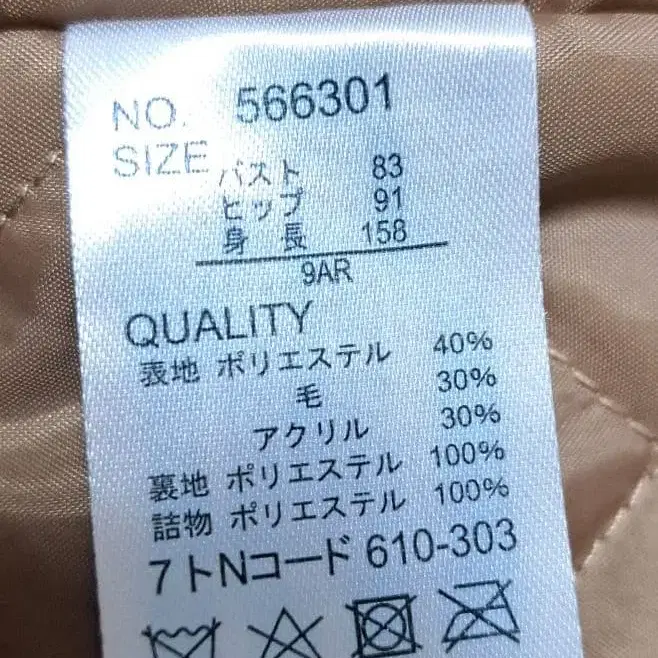 NO. 566301
SIZE
バスト 83
ヒップ 91
身長 158
9AR
QUALITY
表地 ポリエステル 40%
毛 30%
アクリル 30%
裏地 ポリエステル 100%
詰物 ポリエステル 100%
7トNコード 610-303